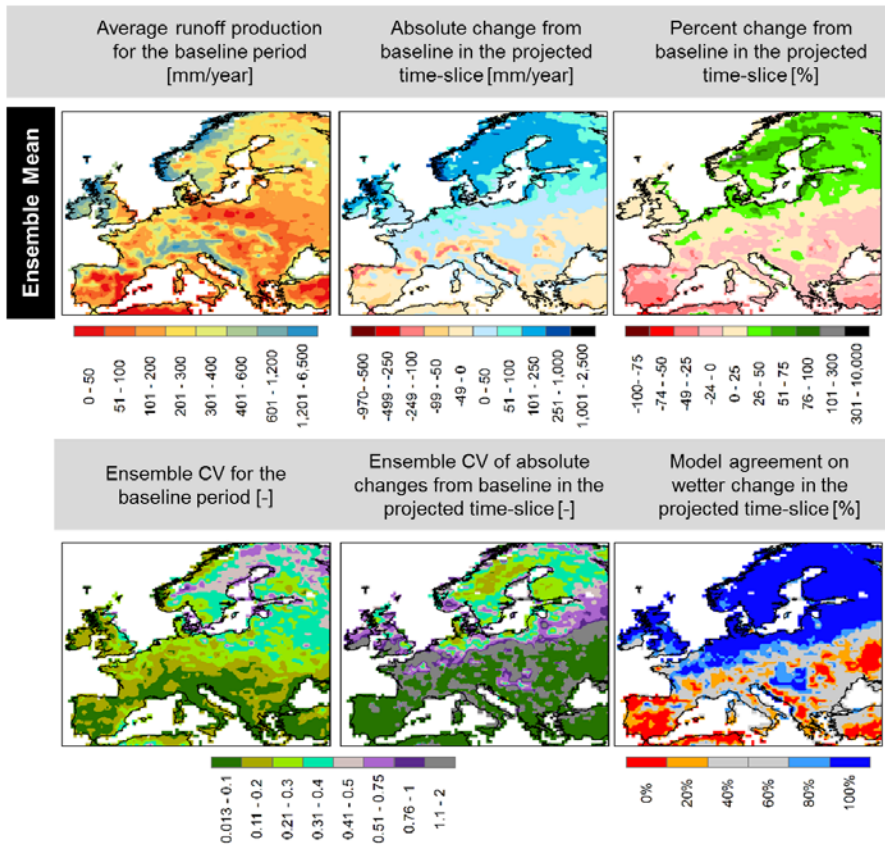 Average runoff production
for the baseline period
[mm/year]
Absolute change from
baseline in the projected
time-slice [mm/year]
Percent change from
baseline in the projected
time-slice [%]
Ensemble Mean
0 - 50
51 - 100
101 - 200
201 - 300
301 - 400
401 - 600
601 - 1,200
1,201 - 6,500
-970--500
-499 --250
-249 --100
-99 --50
-49 -0
0 - 50
51 - 100
101 - 250
251 - 1,000
1,001 - 2,500
-100--75
-74 --50
-49 --25
-24 - 0
0 - 25
26 - 50
51 - 75
76 - 100
101 - 300
301 - 10,000
Ensemble CV for the
baseline period [-]
Ensemble CV of absolute
changes from baseline in the
projected time-slice [-]
Model agreement on
wetter change in the
projected time-slice [%]
0.013 - 0.1
0.11 - 0.2
0.21 - 0.3
0.31 - 0.4
0.41 - 0.5
0.51 - 0.75
0.76 - 1
1.1 - 2
0%
20%
40%
60%
80%
100%